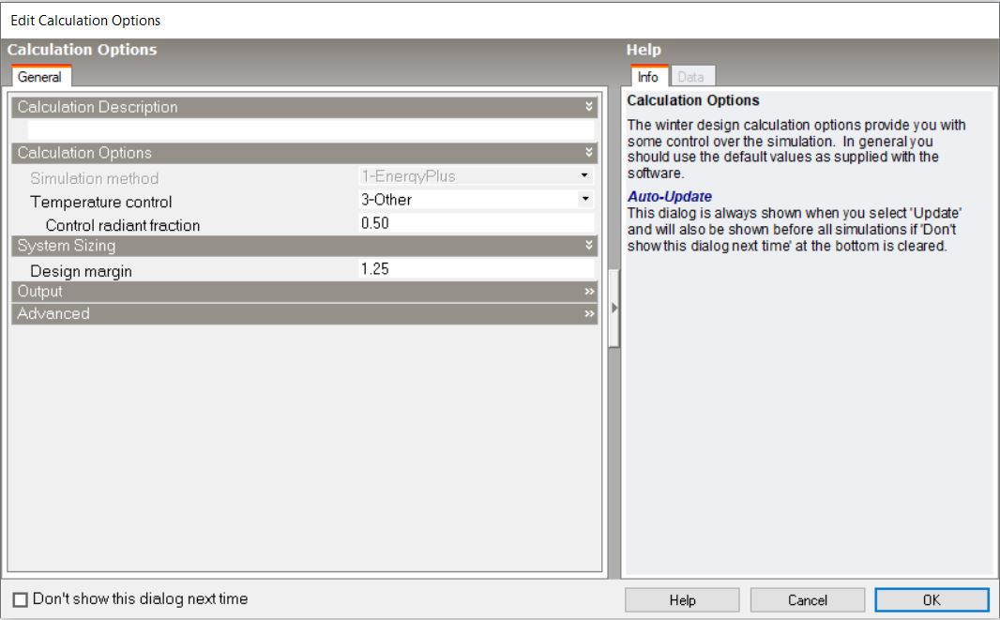 Edit Calculation Options
Calculation Options
General
Calculation Description
Calculation Options
Simulation method
1-EnergyPlus
Temperature control
3-Other
Control radiant fraction
0.50
System Sizing
Design margin
1.25
Output
Advanced
Help
Info
Data
Calculation Options
The winter design calculation options provide you with
some control over the simulation. In general you
should use the default values as supplied with the
software.
Auto-Update
This dialog is always shown when you select 'Update'
and will also be shown before all simulations if 'Don't
show this dialog next time' at the bottom is cleared.
Don't show this dialog next time
Help
Cancel
OK